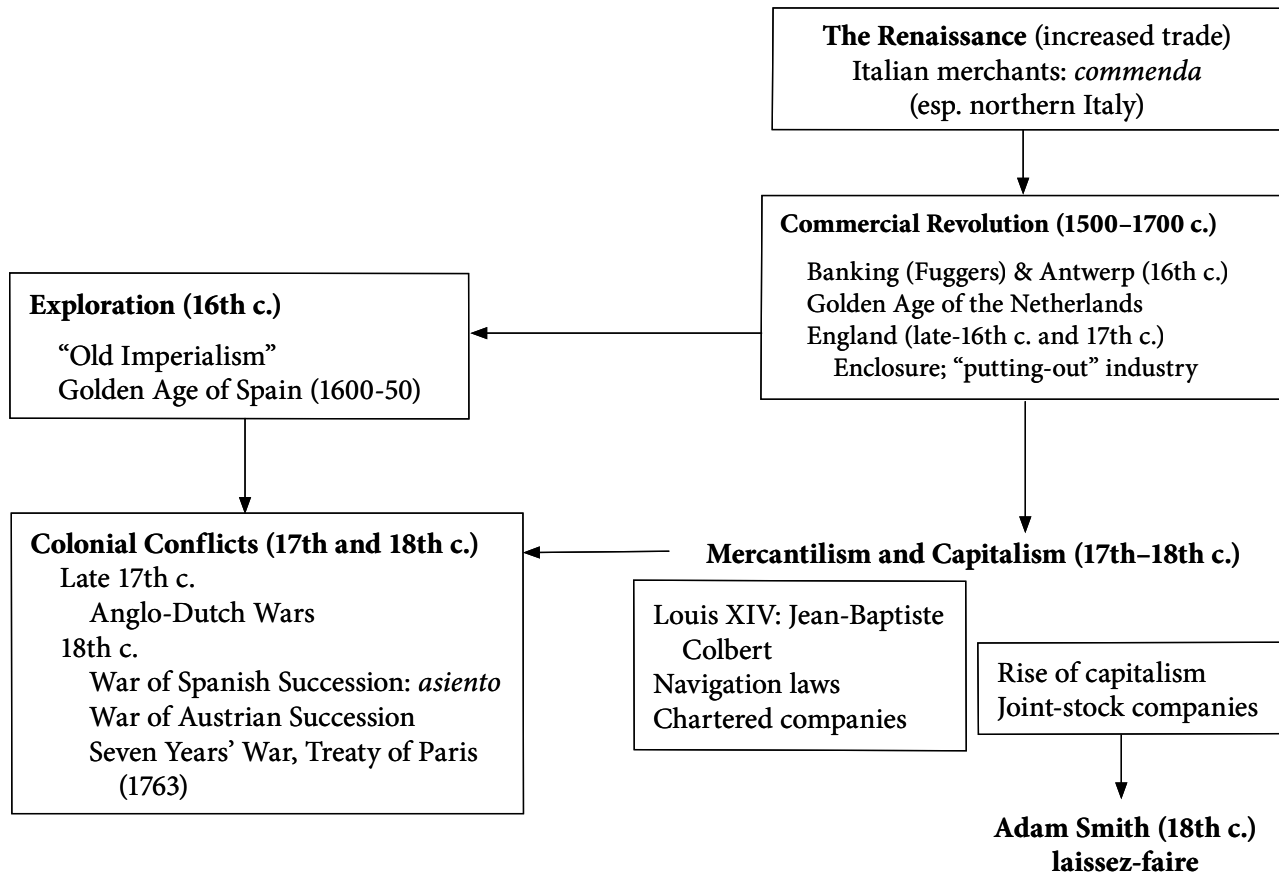 The Renaissance (increased trade)
Italian merchants: commenda
(esp. northern Italy)
Commercial Revolution (1500–1700 c.)
Banking (Fuggers) & Antwerp (16th c.)
Golden Age of the Netherlands
England (late-16th c. and 17th c.)
Enclosure; “putting-out” industry
Exploration (16th c.)
“Old Imperialism”
Golden Age of Spain (1600-50)
Colonial Conflicts (17th and 18th c.)
Late 17th c.
Anglo-Dutch Wars
18th c.
War of Spanish Succession: asiento
War of Austrian Succession
Seven Years’ War, Treaty of Paris
(1763)
Mercantilism and Capitalism (17th–18th c.)
Louis XIV: Jean-Baptiste
Colbert
Navigation laws
Chartered companies
Rise of capitalism
Joint-stock companies
Adam Smith (18th c.)
laissez-faire